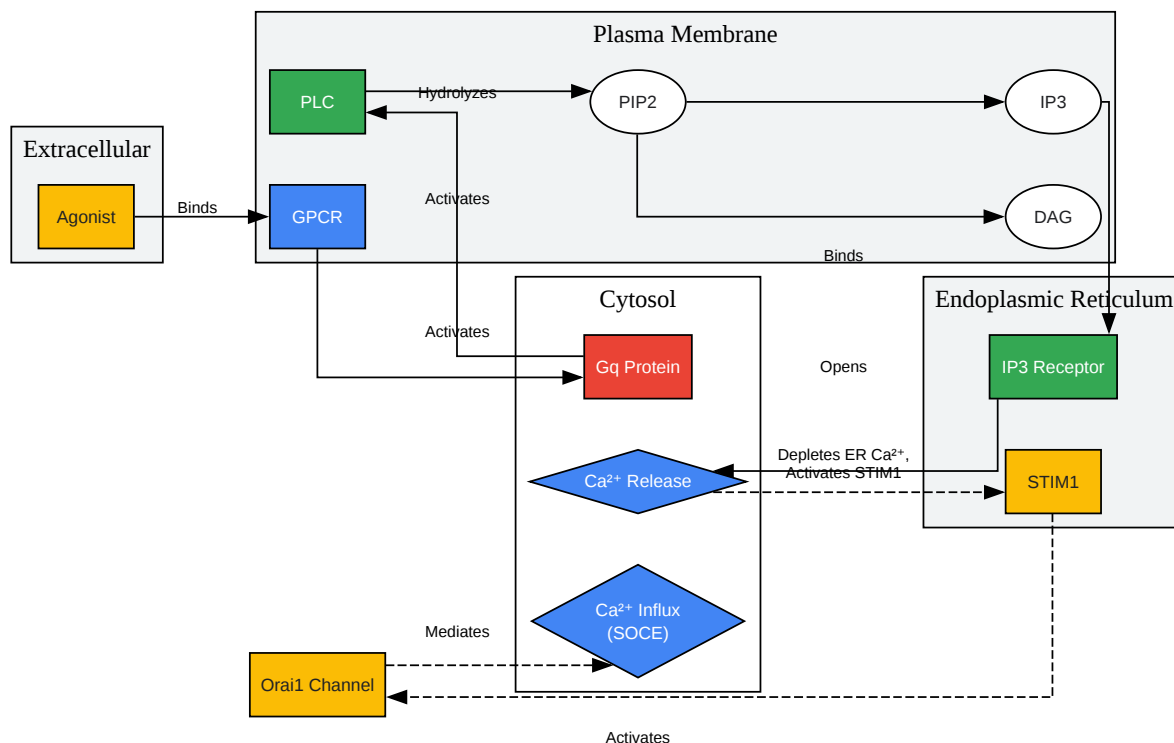 Plasma Membrane
PLC
Hydrolyzes
PIP2
IP3
Extracellular
Agonist
Binds
GPCR
Activates
DAG
Binds
Cytosol
Endoplasmic Reticulum
Activates
Gq Protein
Opens
IP3 Receptor
Depletes ER Ca²⁺,
Activates STIM1
Ca²⁺ Release
STIM1
Ca²⁺ Influx
(SOCE)
Mediates
Orai1 Channel
Activates